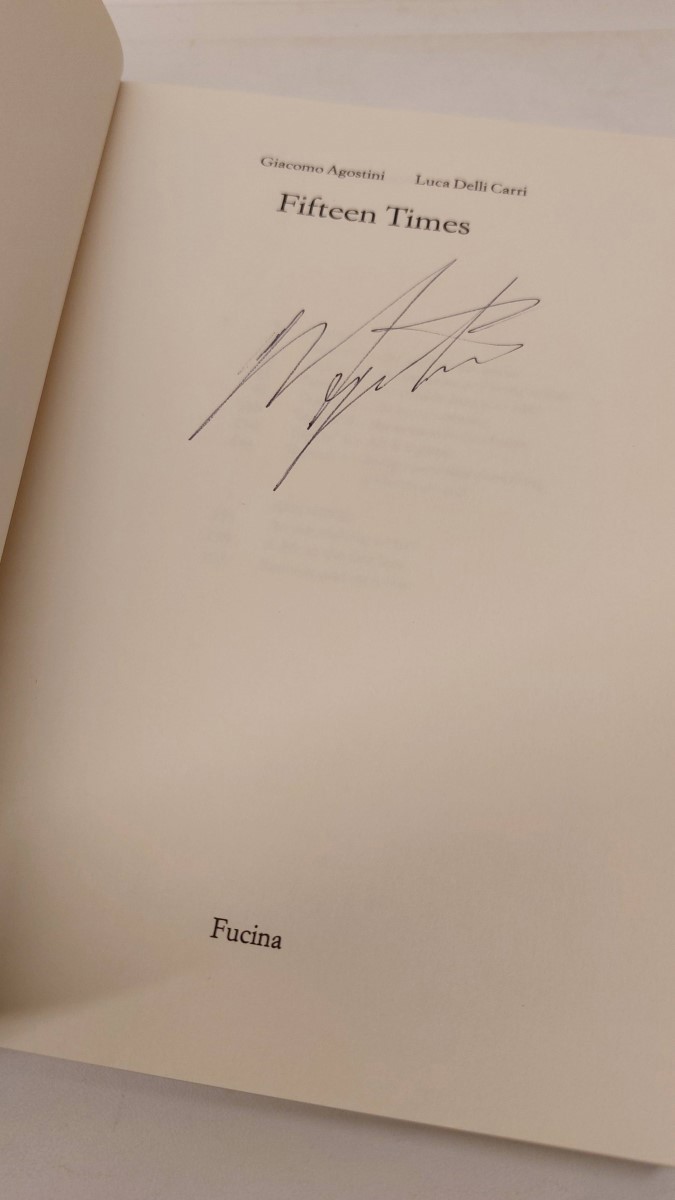 Giacomo Agostini Luca Delli Carri
Fifteen Times
Fucina